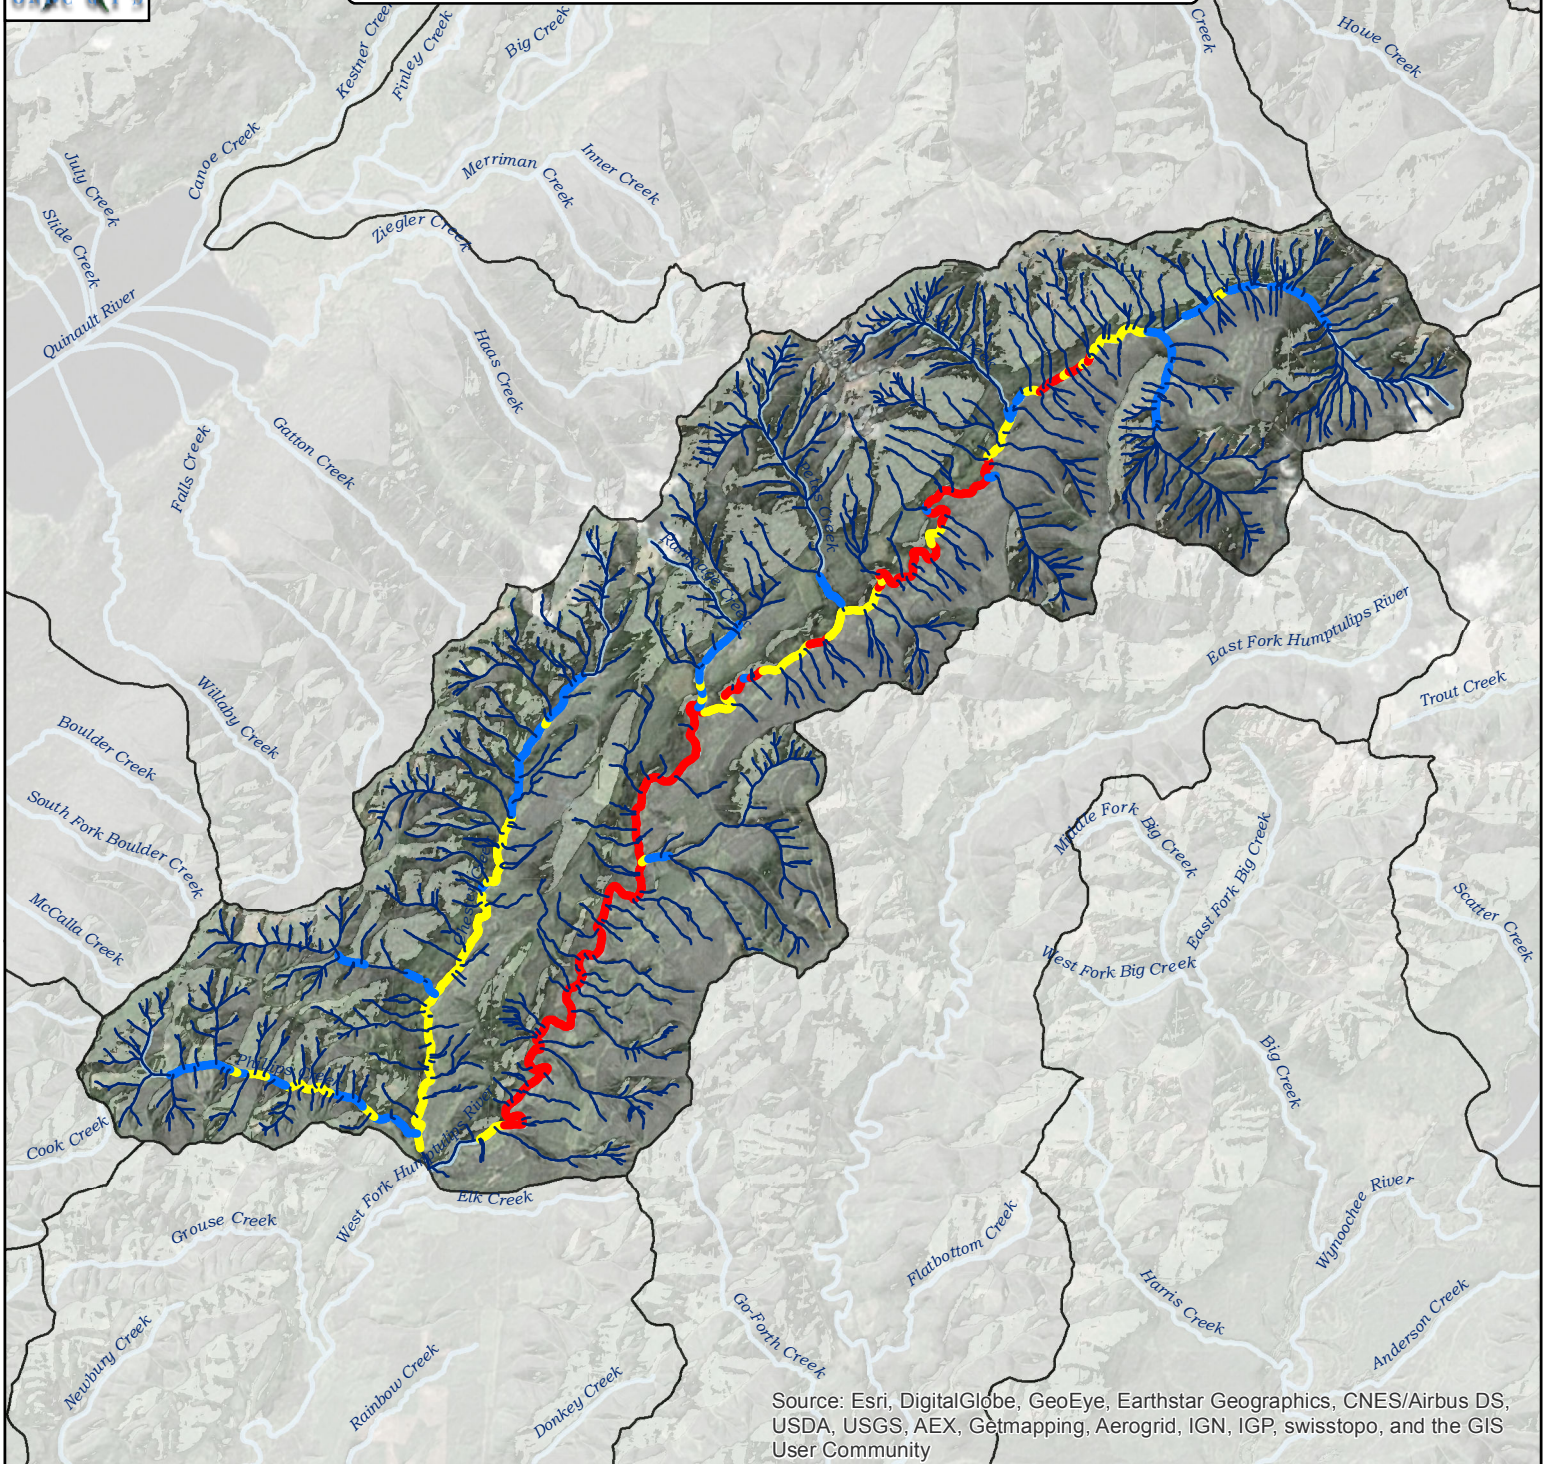 Kestner Creek
Finley Creek
Big Creek
Creek
Howe Creek
July Creek
Canoe Creek
Merriman Creek
Inner Creek
Slide Creek
Ziegler Creek
Quinault River
Haas Creek
Falls Creek
Gatton Creek
Petes Creek
East Fork Humptulips River
Trout Creek
Willaby Creek
Boulder Creek
South Fork Boulder Creek
Middle Fork Big Creek
East Fork Big Creek
McCalla Creek
Scatter Creek
West Fork Big Creek
Phillips Creek
Big Creek
Cook Creek
West Fork Humptulips River
Elk Creek
Grouse Creek
Flatbottom Creek
Wynoochee River
Harris Creek
Go-Forth Creek
Anderson Creek
Newbury Creek
Rainbow Creek
Donkey Creek
Source: Esri, DigitalGlobe, GeoEye, Earthstar Geographics, CNES/Airbus DS,
USDA, USGS, AEX, Getmapping, Aerogrid, IGN, IGP, swisstopo, and the GIS
User Community